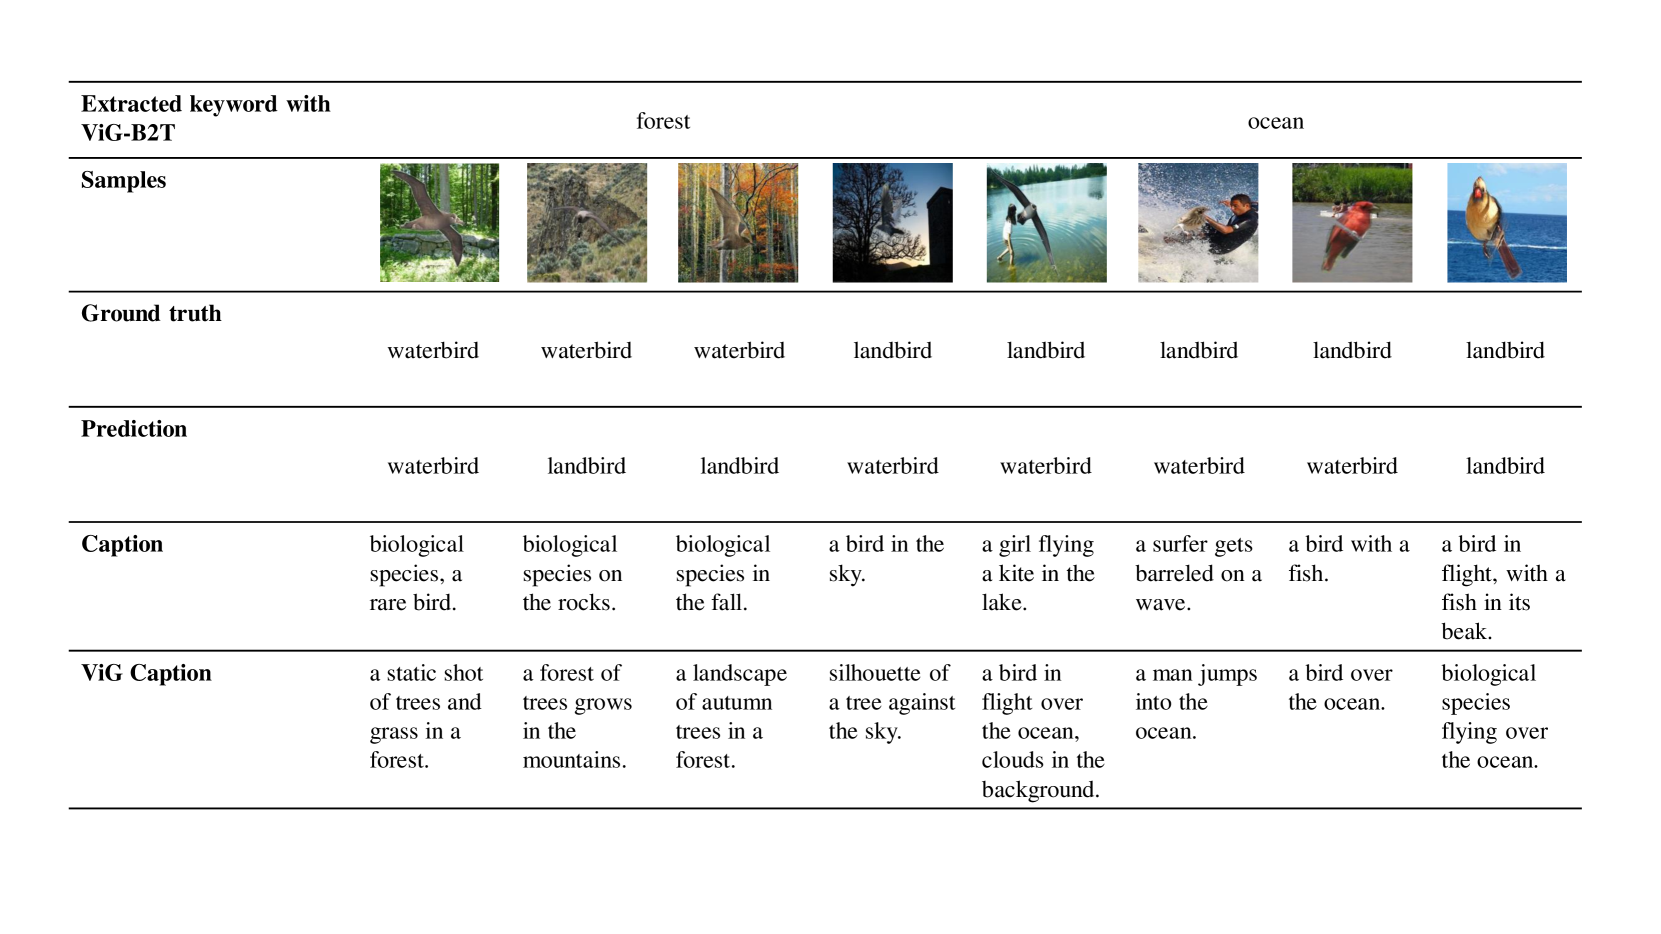 Extracted keyword with
ViG-B2T
forest
ocean
Samples
Ground truth
waterbird
waterbird
waterbird
landbird
landbird
landbird
landbird
landbird
Prediction
waterbird
landbird
landbird
waterbird
waterbird
waterbird
waterbird
landbird
Caption
biological
species, a
rare bird.
biological
species on
the rocks.
biological
species in
the fall.
a bird in the
sky.
a girl flying
a kite in the
lake.
a surfer gets
barreled on a
wave.
a bird with a
fish.
a bird in
flight, with a
fish in its
beak.
ViG Caption
a static shot
of trees and
grass in a
forest.
a forest of
trees grows
in the
mountains.
a landscape
of autumn
trees in a
forest.
silhouette of
a tree against
the sky.
a bird in
flight over
the ocean,
clouds in the
background.
a man jumps
into the
ocean.
a bird over
the ocean.
biological
species
flying over
the ocean.